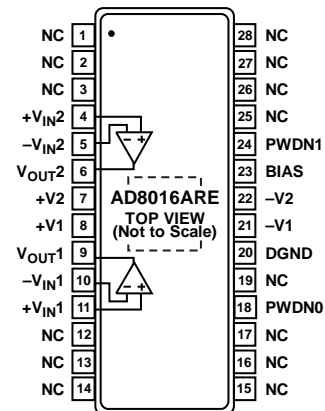 NC 1 28 NC
NC 2 27 NC
NC 3 26 NC
+VIN2 4 25 NC
–VIN2 5 – + 24 PWDN1
VOUT2 6 23 BIAS
+V2 7 AD8016ARE 22 –V2
+V1 8 TOP VIEW 21 –V1
(Not to Scale)
VOUT1 9 20 DGND
–VIN1 10 19 NC
+VIN1 11 – + 18 PWDN0
NC 12 17 NC
NC 13 16 NC
NC 14 15 NC